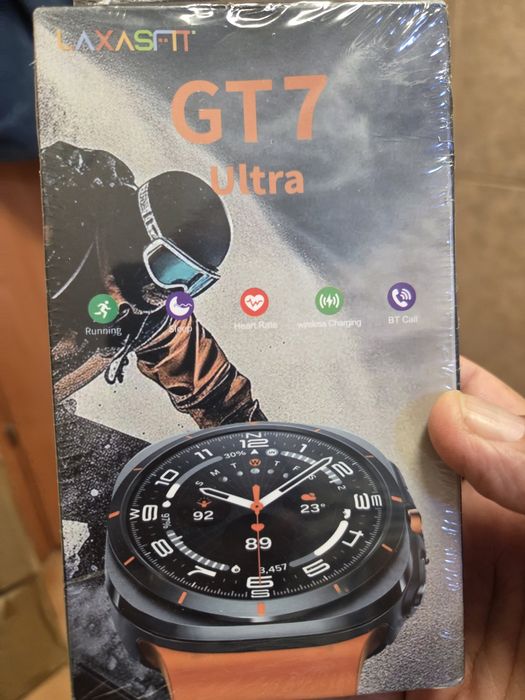 LAXASFIT
GT7
Ultra
Running
Sleep
Heart Rate
wireless Charging
BT Call
N
12
1
2
3 E
4
5
6
S
7
8
9
W
10
11
30%
S M T W T F S
92
23°
97%
89
3,457